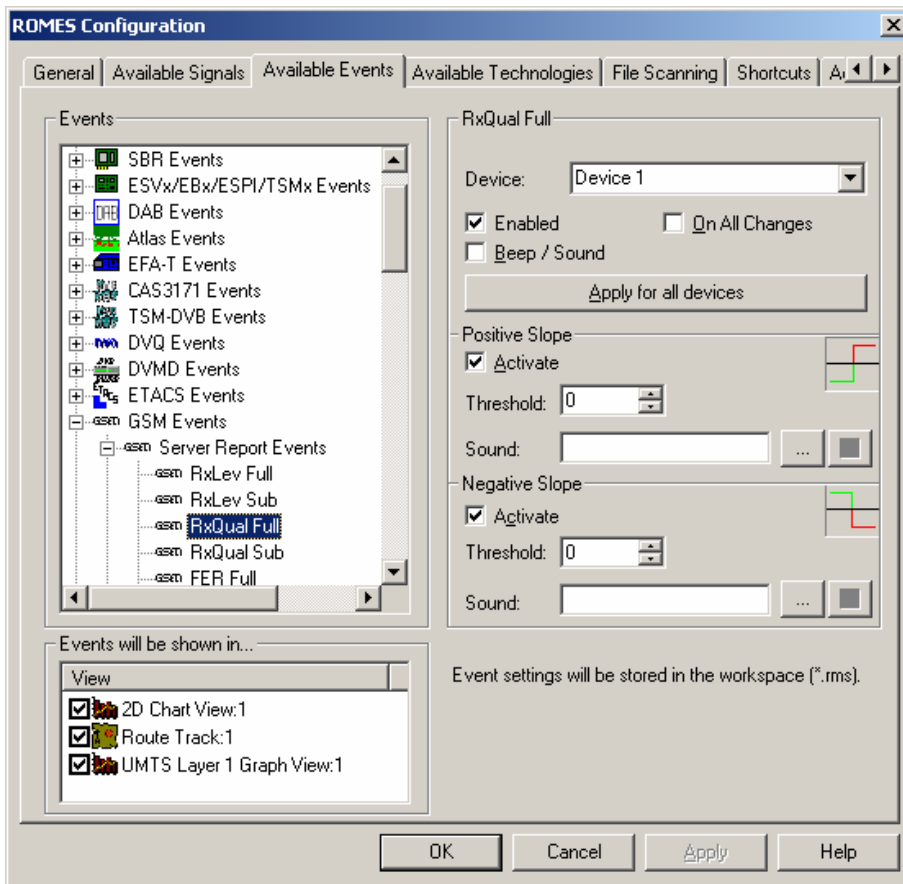 ROMES Configuration
General
Available Signals
Available Events
Available Technologies
File Scanning
Shortcuts
Events
SBR Events
ESVx/EBx/ESPI/TSMx Events
DAB Events
Atlas Events
EFA-T Events
CAS3171 Events
TSM-DVB Events
DVQ Events
DVMD Events
ETACS Events
GSM Events
Server Report Events
RxLev Full
RxLev Sub
RxQual Full
RxQual Sub
FER Full
Events will be shown in...
View
2D Chart View:1
Route Track:1
UMTS Layer 1 Graph View:1
RxQual Full
Device: Device 1
Enabled
On All Changes
Beep / Sound
Apply for all devices
Positive Slope
Activate
Threshold: 0
Sound: ...
Negative Slope
Activate
Threshold: 0
Sound: ...
Event settings will be stored in the workspace (*.rms).
OK
Cancel
Apply
Help